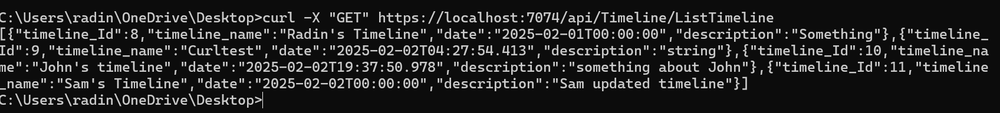 C:\Users\radin\OneDrive\Desktop>curl -X "GET" https://localhost:7074/api/Timeline/ListTimeline
[{"timeline_Id":8,"timeline_name":"Radin's Timeline","date":"2025-02-01T00:00:00","description":"Something"},{"timeline_
Id":9,"timeline_name":"Curltest","date":"2025-02-02T04:27:54.413","description":"string"},{"timeline_Id":10,"timeline_na
me":"John's timeline","date":"2025-02-02T19:37:50.978","description":"something about John"},{"timeline_Id":11,"timeline
_name":"Sam's Timeline","date":"2025-02-02T00:00:00","description":"Sam updated timeline"}]
C:\Users\radin\OneDrive\Desktop>